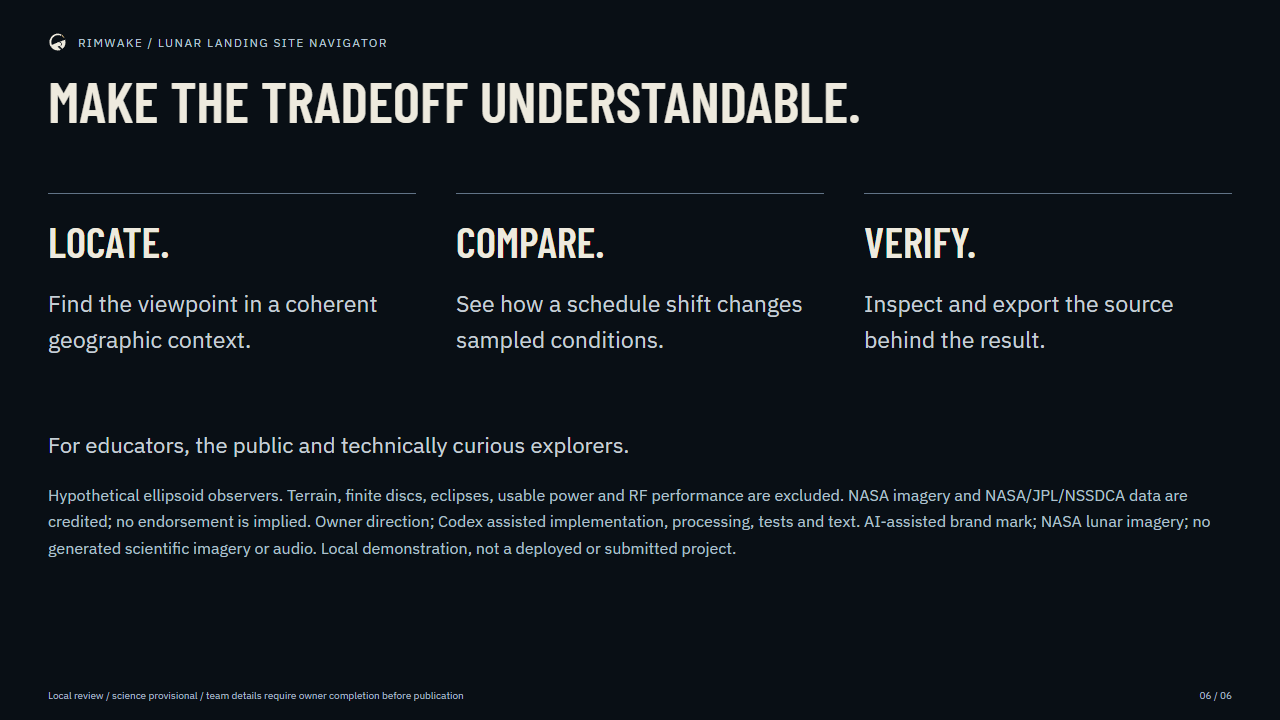 RIMWAKE / LUNAR LANDING SITE NAVIGATOR
MAKE THE TRADEOFF UNDERSTANDABLE.
LOCATE.
Find the viewpoint in a coherent
geographic context.
COMPARE.
See how a schedule shift changes
sampled conditions.
VERIFY.
Inspect and export the source
behind the result.
For educators, the public and technically curious explorers.
Hypothetical ellipsoid observers. Terrain, finite discs, eclipses, usable power and RF performance are excluded. NASA imagery and NASA/JPL/NSSDCA data are
credited; no endorsement is implied. Owner direction; Codex assisted implementation, processing, tests and text. AI-assisted brand mark; NASA lunar imagery; no
generated scientific imagery or audio. Local demonstration, not a deployed or submitted project.
Local review / science provisional / team details require owner completion before publication
06 / 06